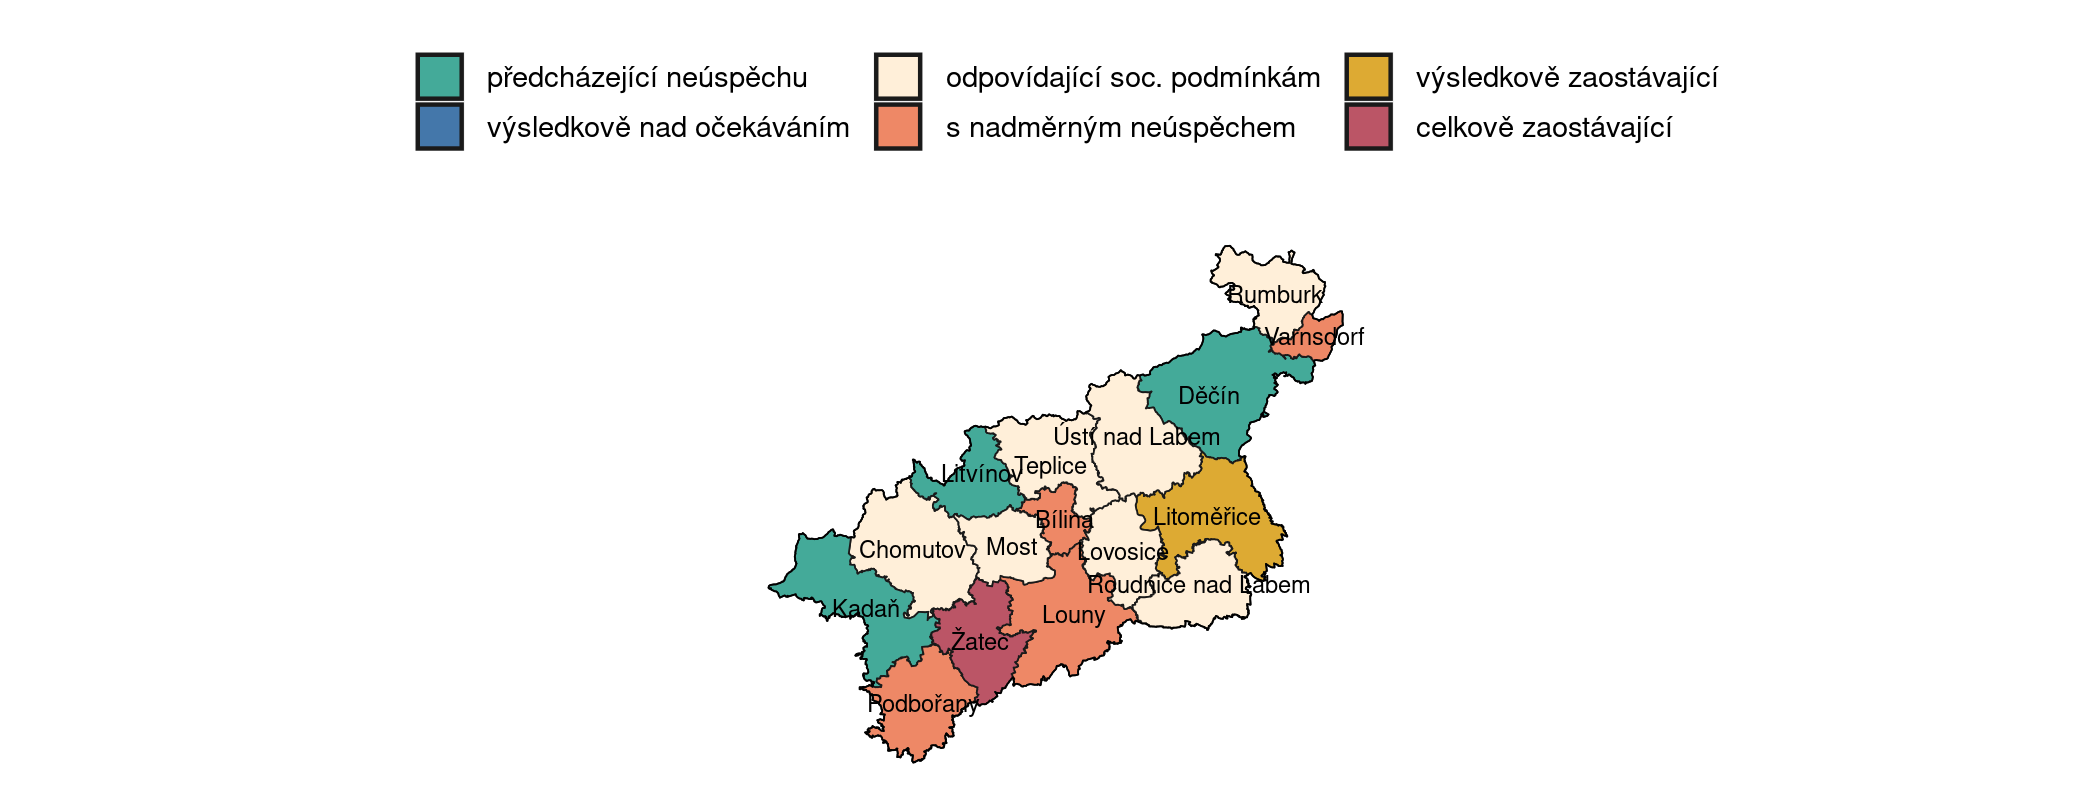 předcházející neúspěchu
odpovídající soc. podmínkám
výsledkově zaostávající
výsledkově nad očekáváním
s nadměrným neúspěchem
celkově zaostávající
Rumburk
Varnsdorf
Děčín
Ústí nad Labem
Teplice
Litvínov
Litoměřice
Bílina
Most
Chomutov
Lovosice
Roudnice nad Labem
Kadaň
Louny
Žatec
Podbořany